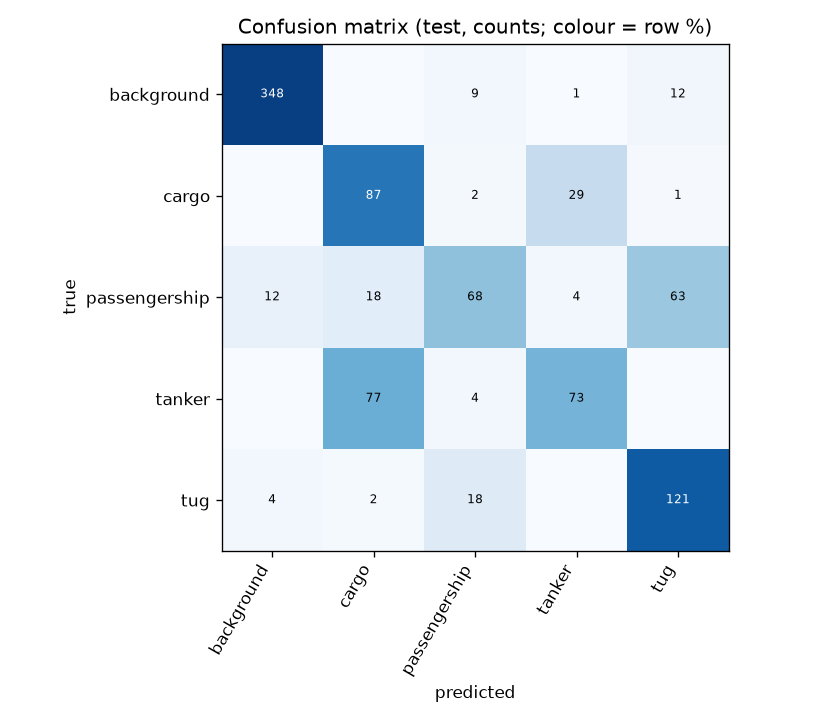 Confusion matrix (test, counts; colour = row %)
background 348 9 1 12
cargo 87 2 29 1
passengership 12 18 68 4 63
tanker 77 4 73
tug 4 2 18 121
true
background cargo passengership tanker tug
predicted